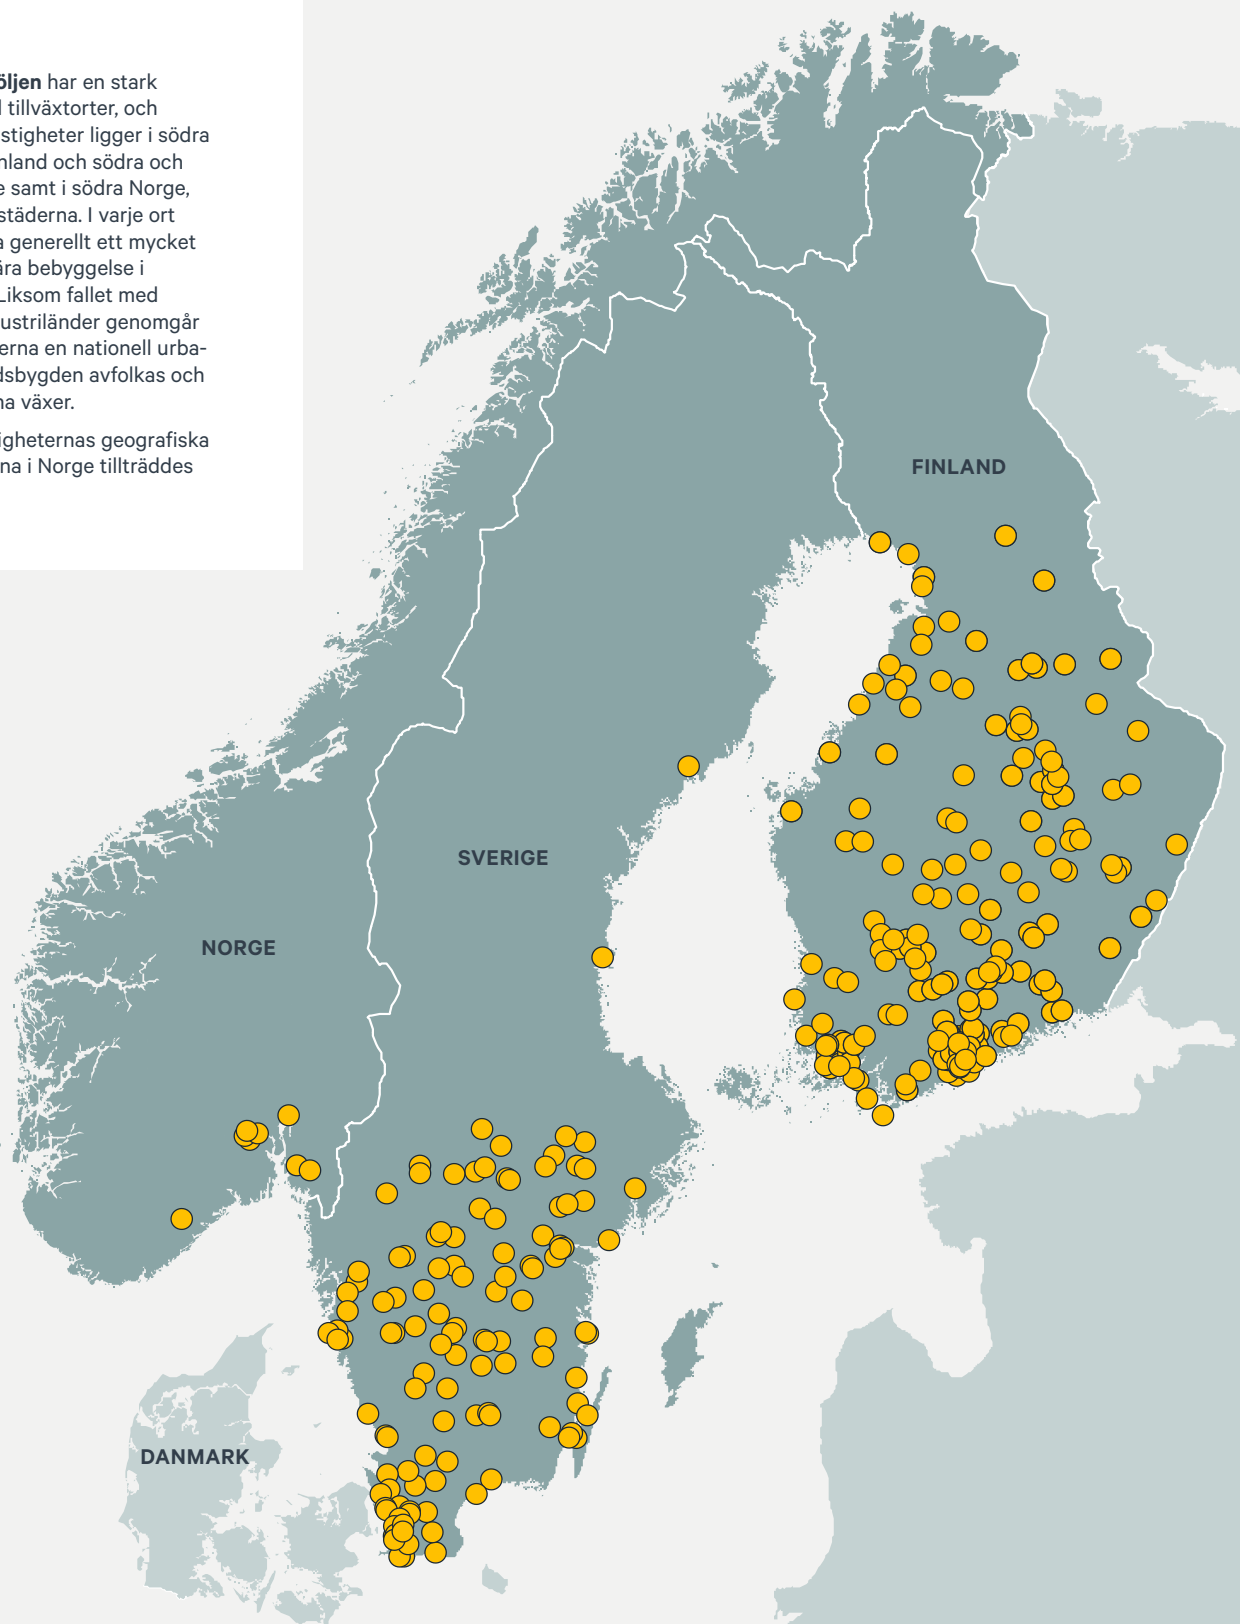 öljen har en stark
tillväxtorter, och
stigheter ligger i södra
nland och södra och
e samt i södra Norge,
städerna. I varje ort
a generellt ett mycket
ära bebyggelse i
Liksom fallet med
ustriländer genomgår
erna en nationell urba-
dsbygden avfolkas och
na växer.
igheternas geografiska
na i Norge tillträddes
FINLAND
SVERIGE
NORGE
DANMARK